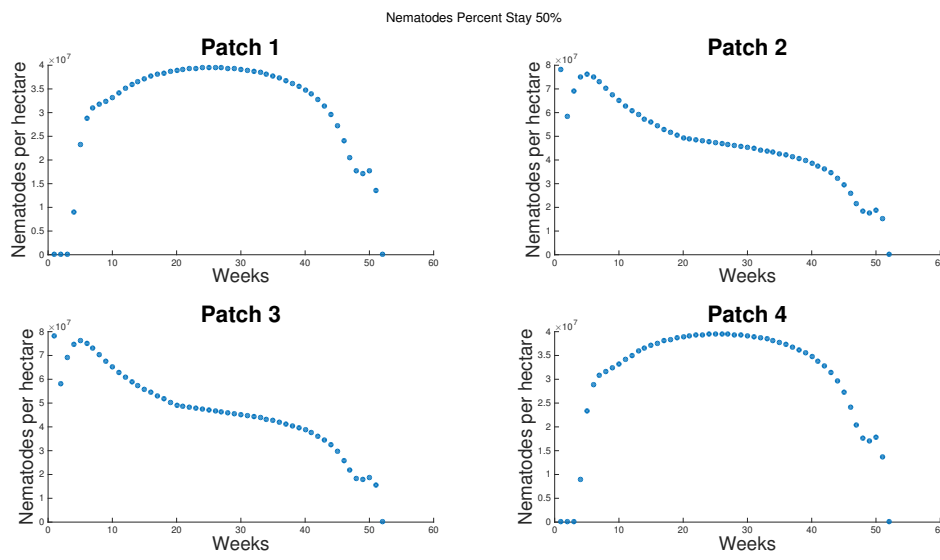 Nematodes Percent Stay 50%
Patch 1
×10^7
Nematodes per hectare
4
3.5
3
2.5
2
1.5
1
0.5
0
0 10 20 30 40 50 60
Weeks
Patch 2
×10^7
Nematodes per hectare
8
7
6
5
4
3
2
1
0
0 10 20 30 40 50 60
Weeks
Patch 3
×10^7
Nematodes per hectare
8
7
6
5
4
3
2
1
0
0 10 20 30 40 50 60
Weeks
Patch 4
×10^7
Nematodes per hectare
4
3.5
3
2.5
2
1.5
1
0.5
0
0 10 20 30 40 50 60
Weeks